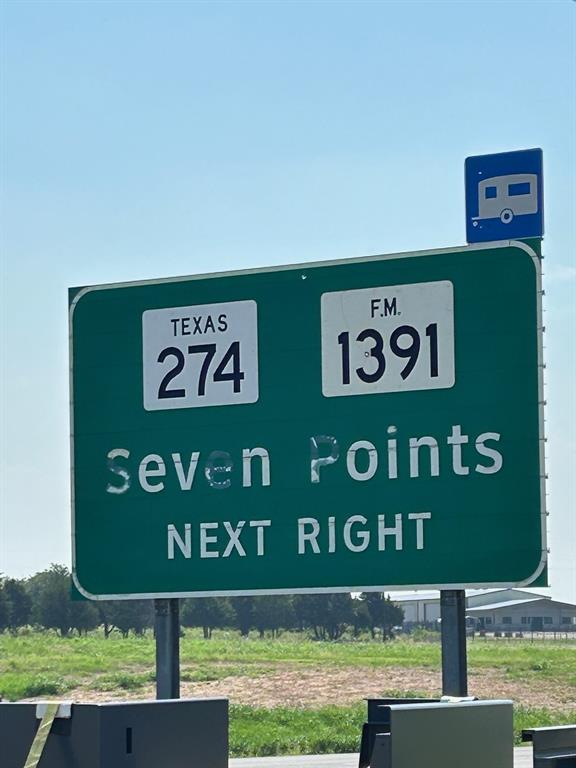 TEXAS
274
F.M.
1391
Seven Points
NEXT RIGHT